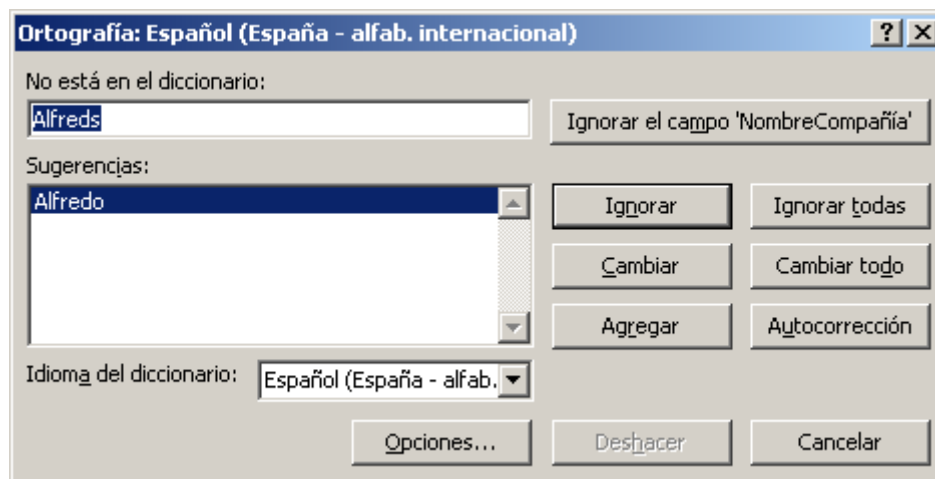 Ortografía: Español (España - alfab. internacional)
No está en el diccionario:
Alfreds
Ignorar el campo 'NombreCompañía'
Sugerencias:
Alfredo
Ignorar
Ignorar todas
Cambiar
Cambiar todo
Agregar
Autocorrección
Idioma del diccionario:
Español (España - alfab.
Opciones...
Deshacer
Cancelar